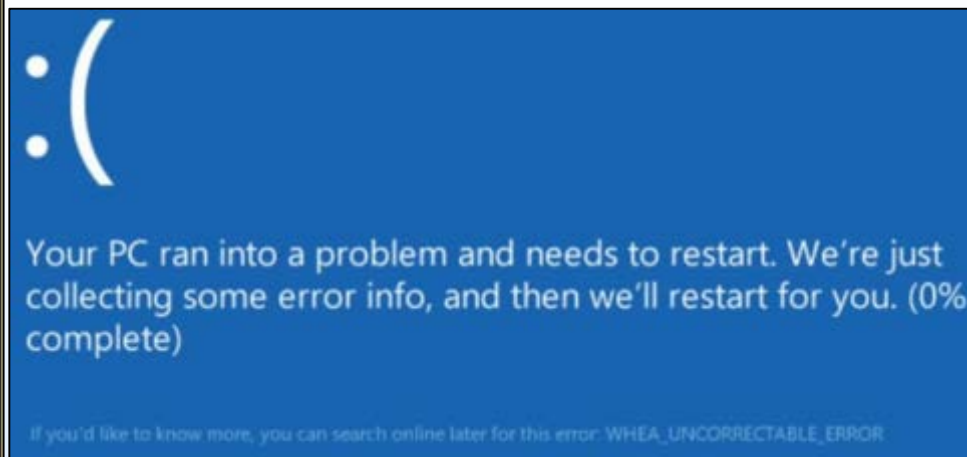 :(
Your PC ran into a problem and needs to restart. We're just
collecting some error info, and then we'll restart for you. (0%
complete)
If you'd like to know more, you can search online later for this error: WHEA_UNCORRECTABLE_ERROR